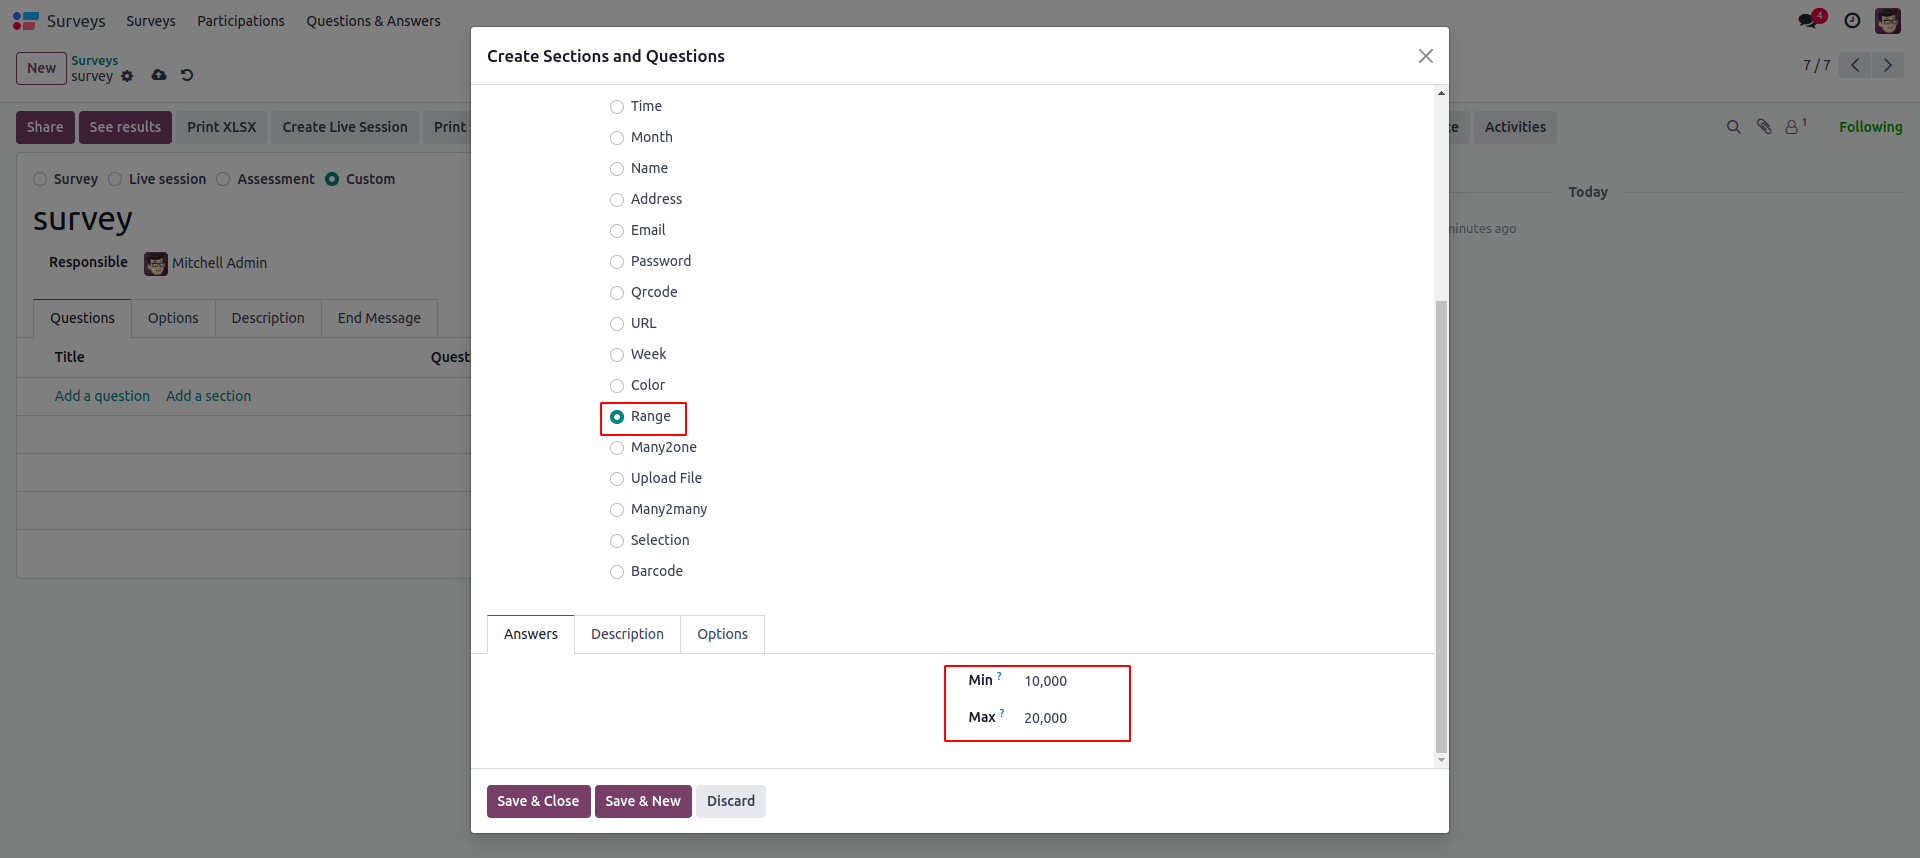 Surveys Surveys Participations Questions & Answers 4
New Surveys
survey
7 / 7
Share See results Print XLSX Create Live Session Print
Activities 1 Following
Survey Live session Assessment Custom
survey
Responsible Mitchell Admin
Questions Options Description End Message
Title
Add a question Add a section
Today
minutes ago
Create Sections and Questions
Time
Month
Name
Address
Email
Password
Qrcode
URL
Week
Color
Range
Many2one
Upload File
Many2many
Selection
Barcode
Answers Description Options
Min ? 10,000
Max ? 20,000
Save & Close Save & New Discard